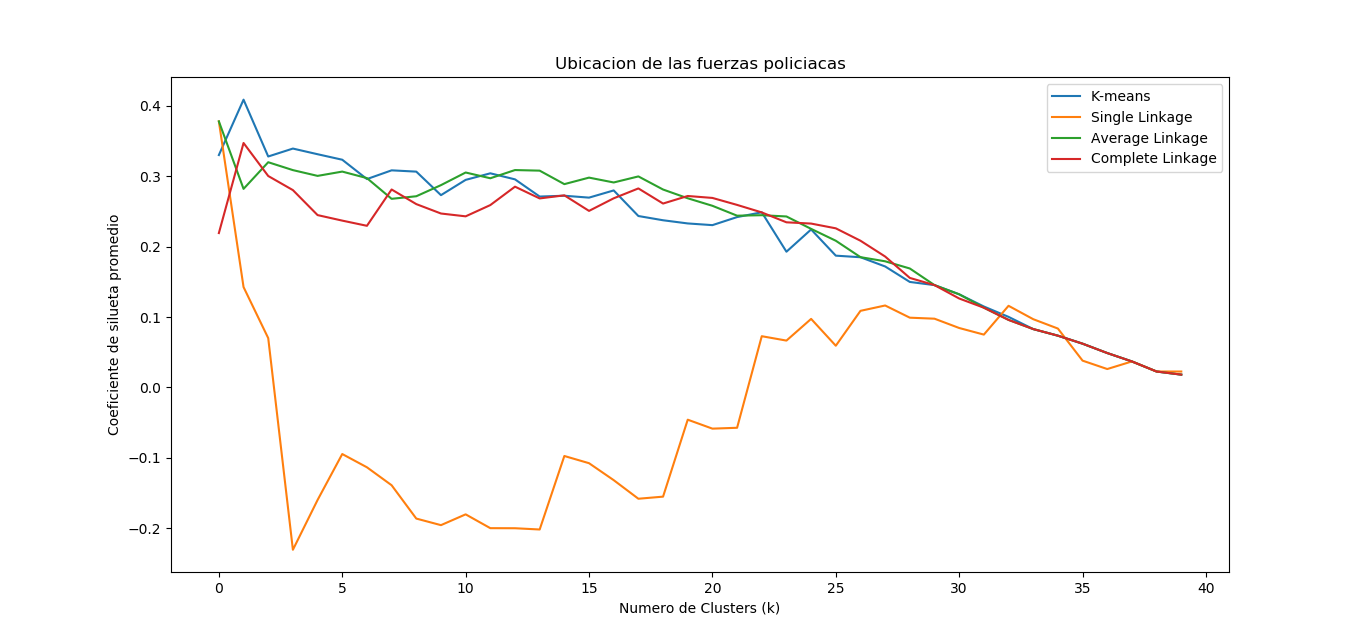 Ubicacion de las fuerzas policiacas
K-means
Single Linkage
Average Linkage
Complete Linkage
Coeficiente de silueta promedio
0.4
0.3
0.2
0.1
0.0
−0.1
−0.2
0 5 10 15 20 25 30 35 40
Numero de Clusters (k)